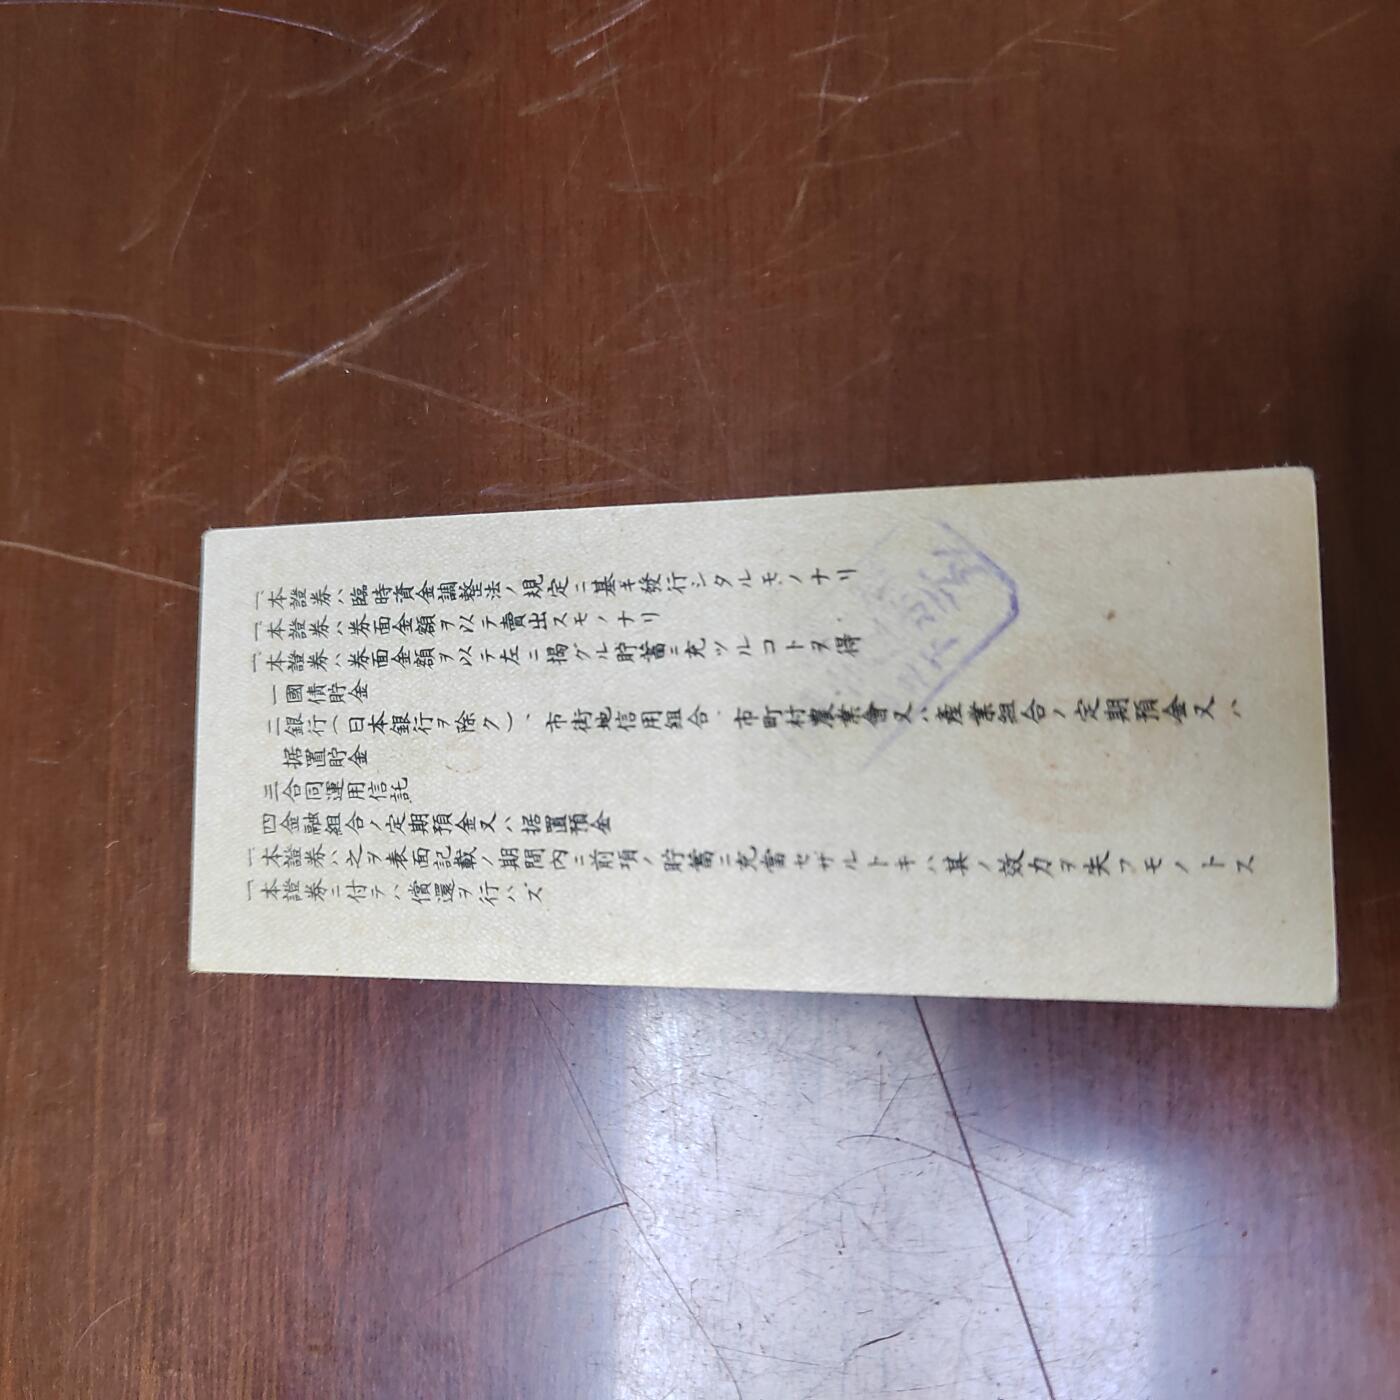 一、本證券ハ臨時資金調整法ノ規定ニ基キ發行シタルモノナリ
一、本證券ハ券面金額ヲ以テ賣出スモノナリ
一、本證券ハ券面金額ヲ以テ左ニ揭グル貯蓄ニ充ツルコトヲ得
一國債貯金
二銀行(日本銀行ヲ除ク)、市街地信用組合、市町村農業會又ハ產業組合ノ定期預金又ハ
据置貯金
三合同運用信託
四金融組合ノ定期預金又ハ据置預金
一、本證券ハ之ヲ表面記載ノ期間內ニ前項ノ貯蓄ニ充當セザルトキハ其ノ效力ヲ失フモノトス
一、本證券ニ付テハ償還ヲ行ハズ